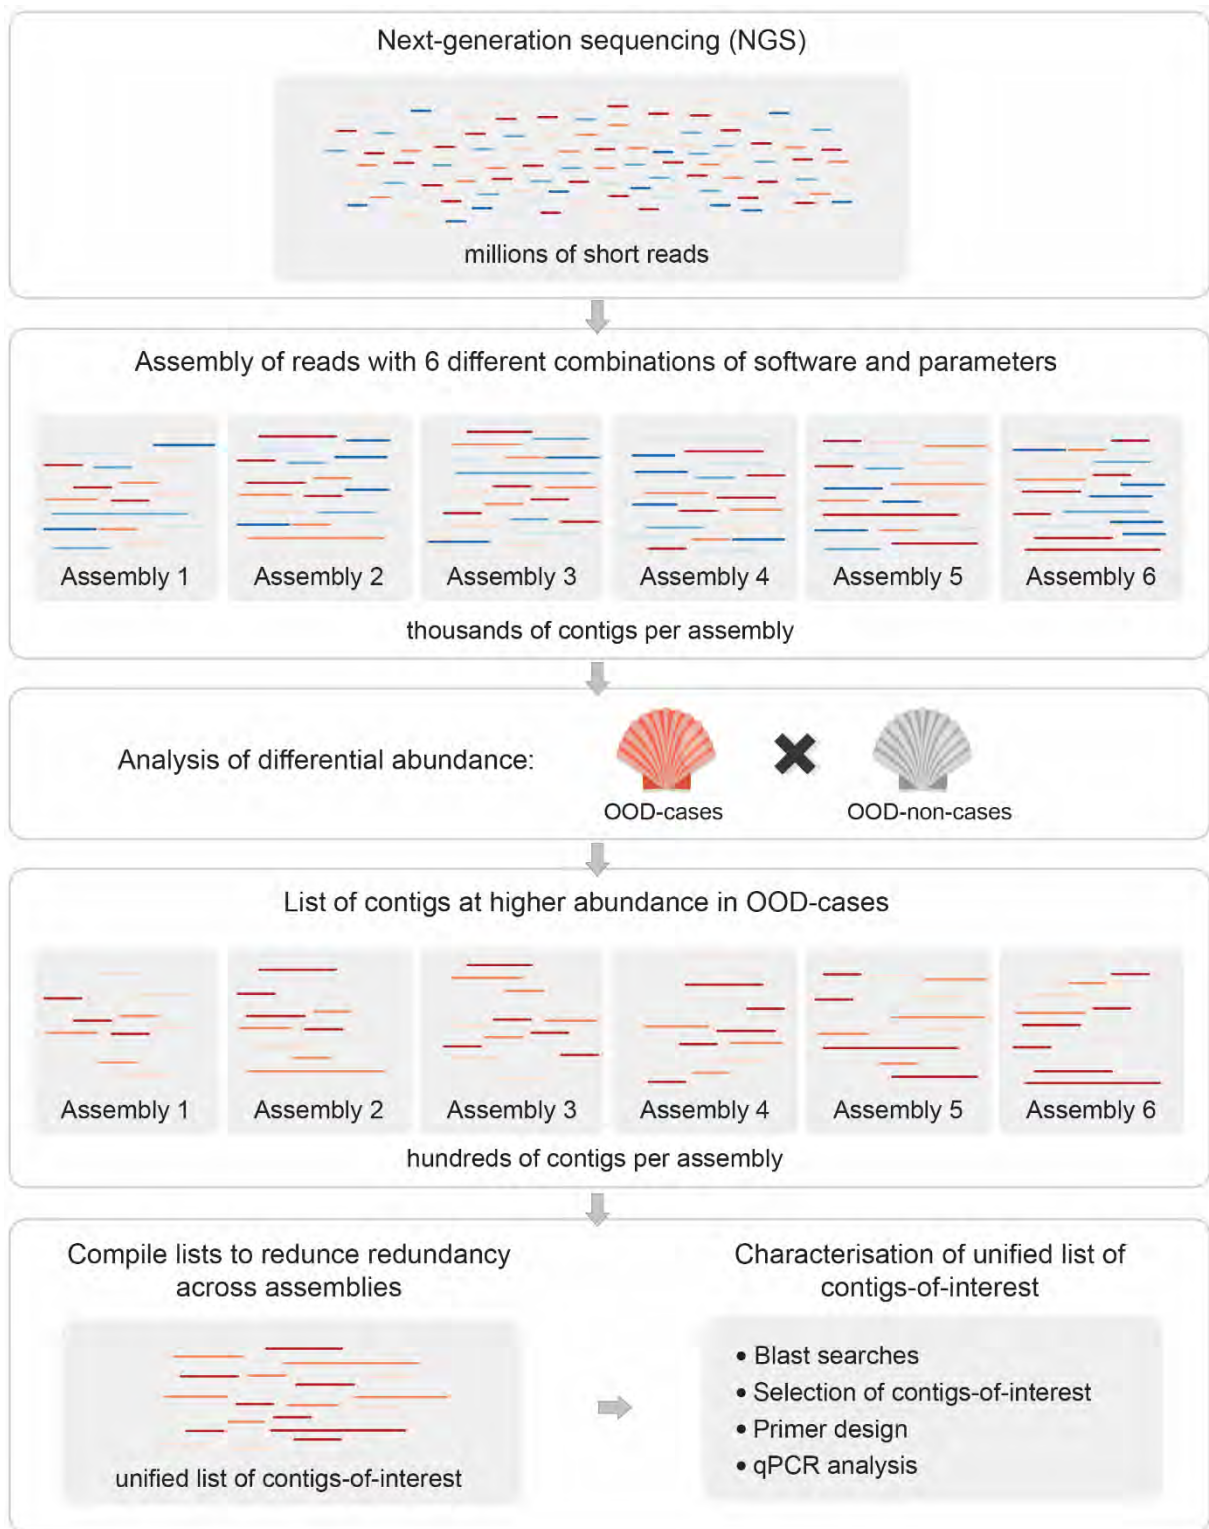 Next-generation sequencing (NGS)
millions of short reads
Assembly of reads with 6 different combinations of software and parameters
Assembly 1
Assembly 2
Assembly 3
Assembly 4
Assembly 5
Assembly 6
thousands of contigs per assembly
Analysis of differential abundance:
OOD-cases
OOD-non-cases
List of contigs at higher abundance in OOD-cases
Assembly 1
Assembly 2
Assembly 3
Assembly 4
Assembly 5
Assembly 6
hundreds of contigs per assembly
Compile lists to redunce redundancy
across assemblies
unified list of contigs-of-interest
Characterisation of unified list of
contigs-of-interest
• Blast searches
• Selection of contigs-of-interest
• Primer design
• qPCR analysis